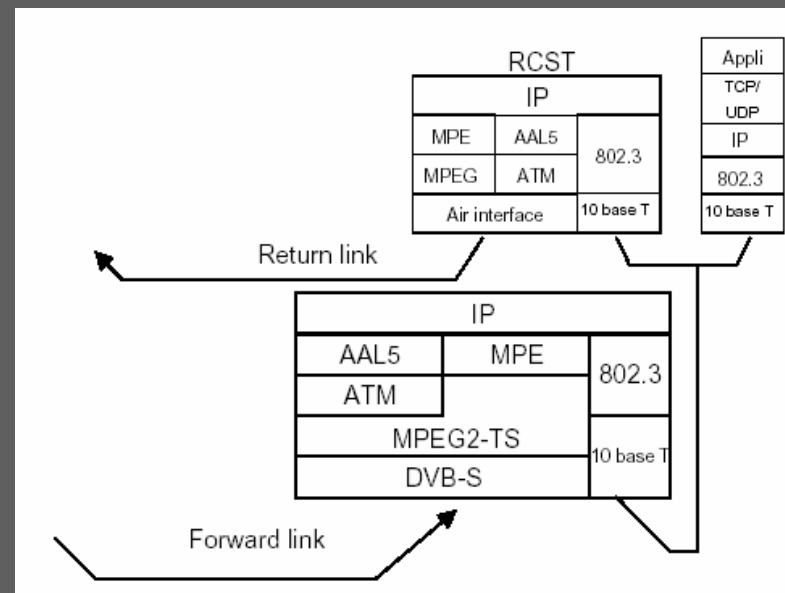 RCST
IP
MPE
AAL5
802.3
MPEG
ATM
Air interface
10 base T
Appli
TCP/
UDP
IP
802.3
10 base T
Return link
IP
AAL5
MPE
802.3
ATM
MPEG2-TS
10 base T
DVB-S
Forward link